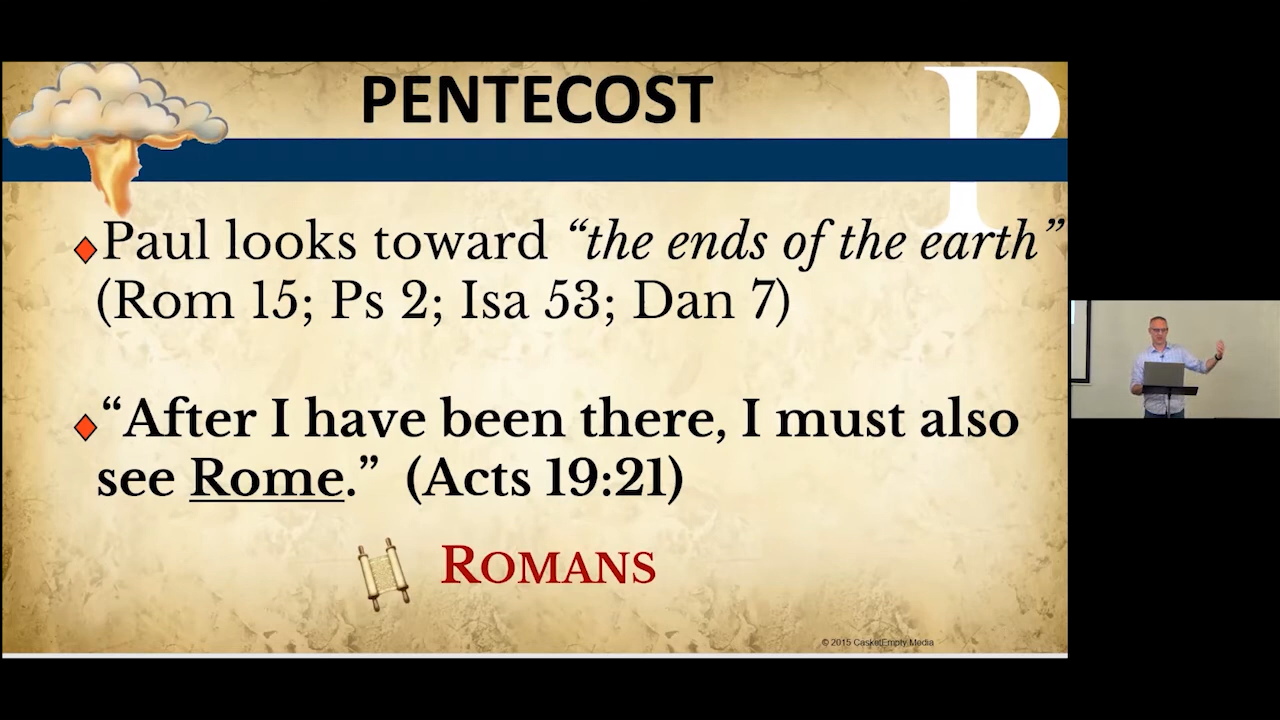 PENTECOST
P
Paul looks toward “the ends of the earth”
(Rom 15; Ps 2; Isa 53; Dan 7)
“After I have been there, I must also
see Rome.” (Acts 19:21)
ROMANS
© 2015 CasketEmpty Media